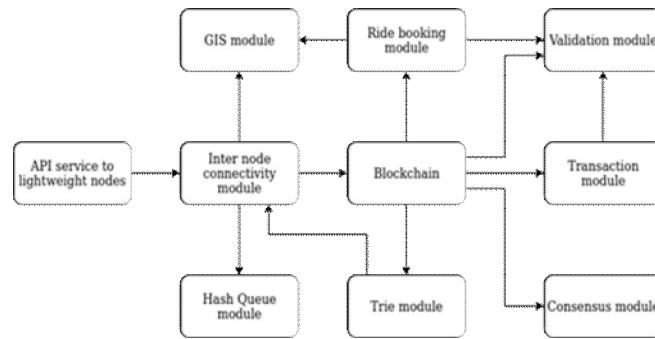 GIS module
Ride booking
module
Validation module
API service to
lightweight nodes
Inter node
connectivity
module
Blockchain
Transaction
module
Hash Queue
module
Trie module
Consensus module